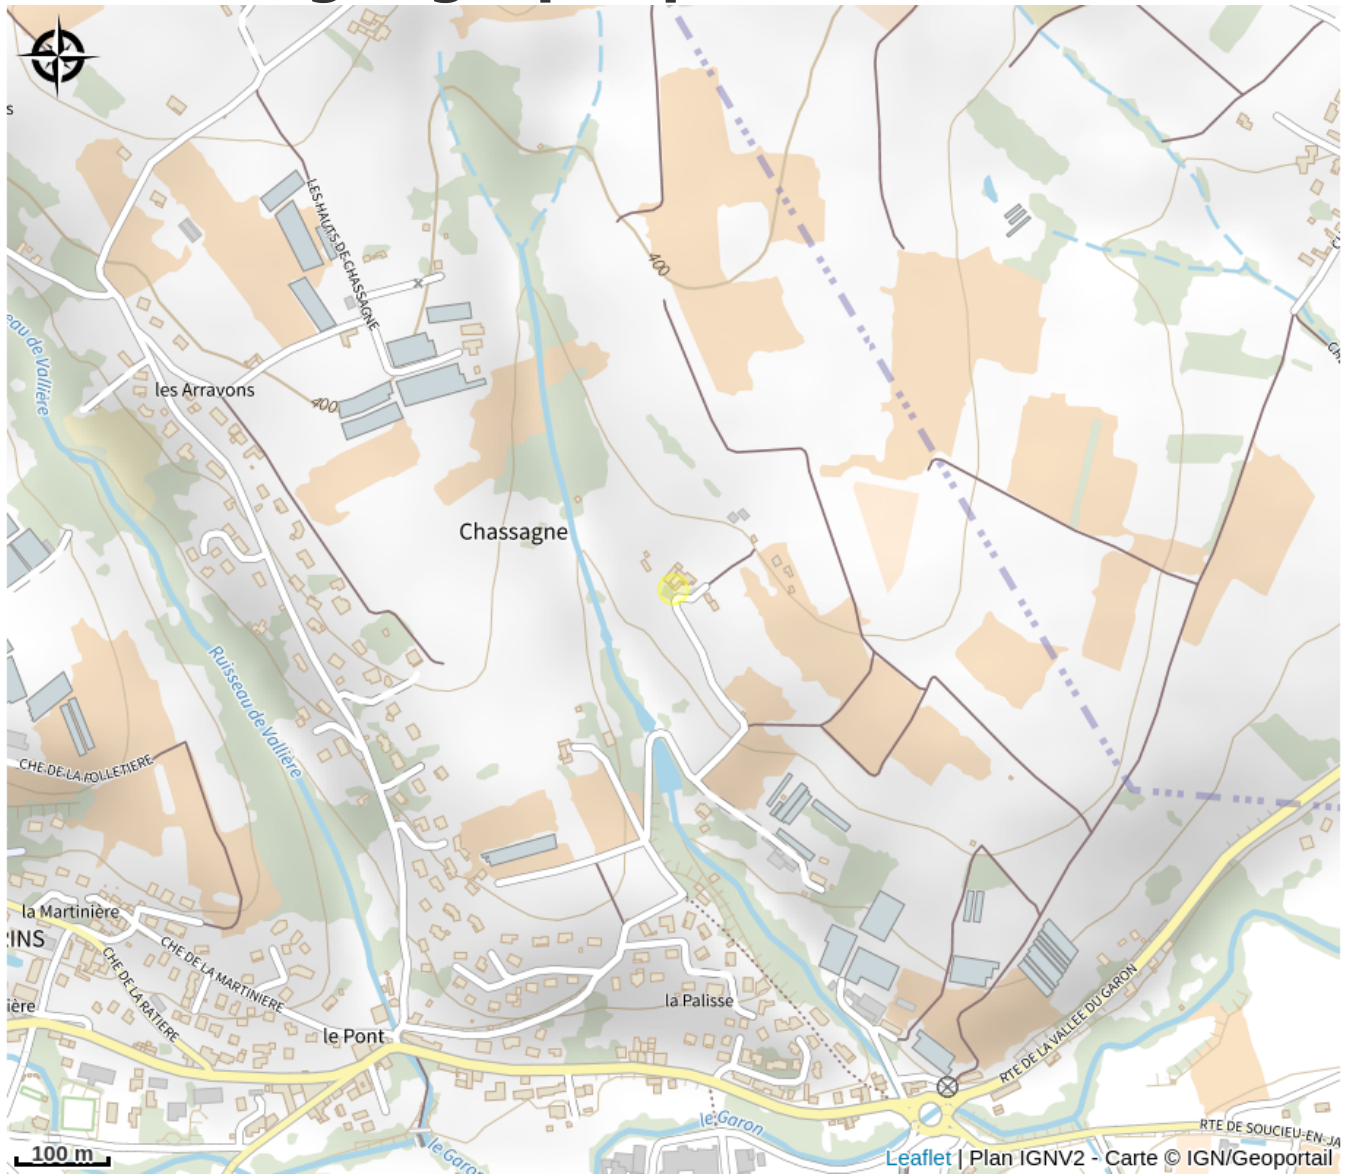 LES HAUTS DE CHASSAGNE
400
les Arravons
400
Chassagne
Ruisseau de Vallière
CHE DE LA FOLLETIERE
la Martinière
CHE DE LA MARTINIERE
CHE DE LA RATIERE
la Palisse
le Pont
RTE DE LA VALLEE DU GARON
le Garon
RTE DE SOUCIEU-EN-JA
100 m
Leaflet | Plan IGNV2 - Carte © IGN/Geoportail